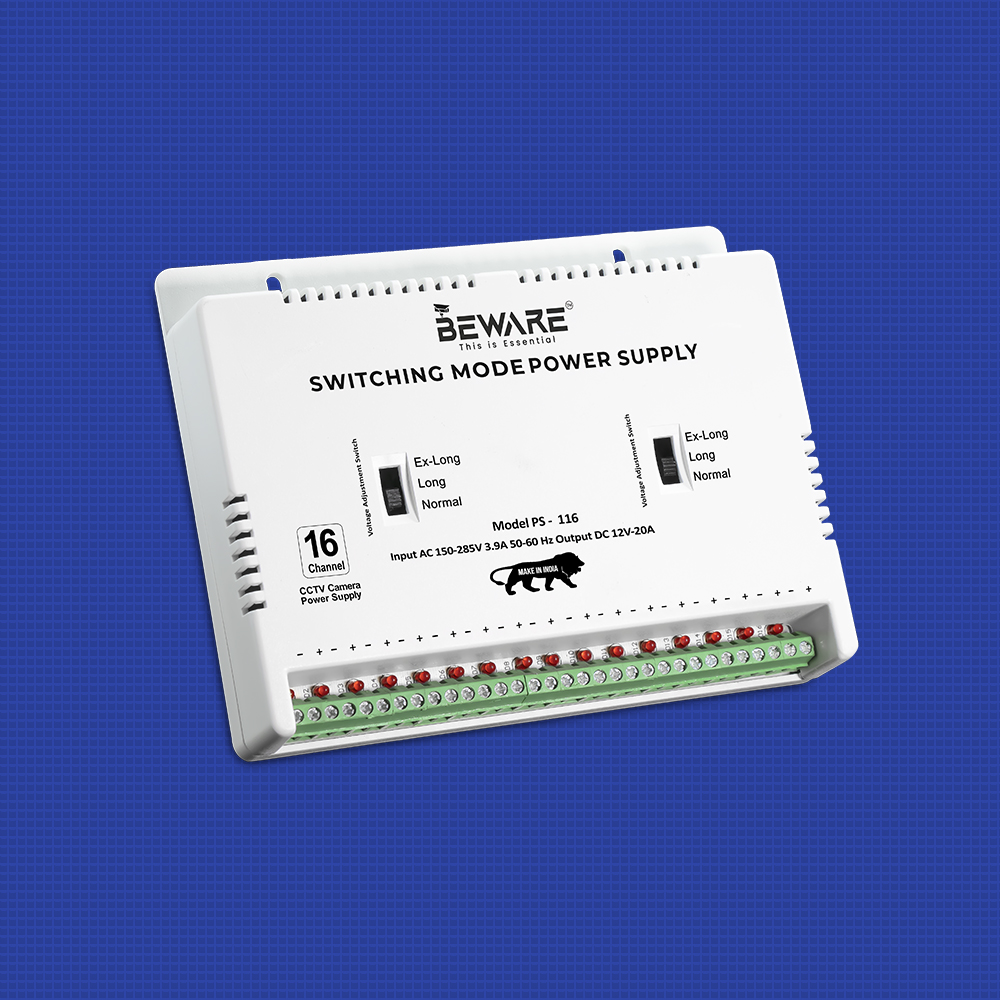 BEWARE™
This is Essential
SWITCHING MODE POWER SUPPLY
Voltage Adjustment Switch
Ex-Long
Long
Normal
Voltage Adjustment Switch
Ex-Long
Long
Normal
Model PS - 116
Input AC 150-285V 3.9A 50-60 Hz Output DC 12V-20A
16
Channel
CCTV Camera
Power Supply
MAKE IN INDIA
- + - + - + - + - + - + - + - + - + - + - + - + - + - + - + - +